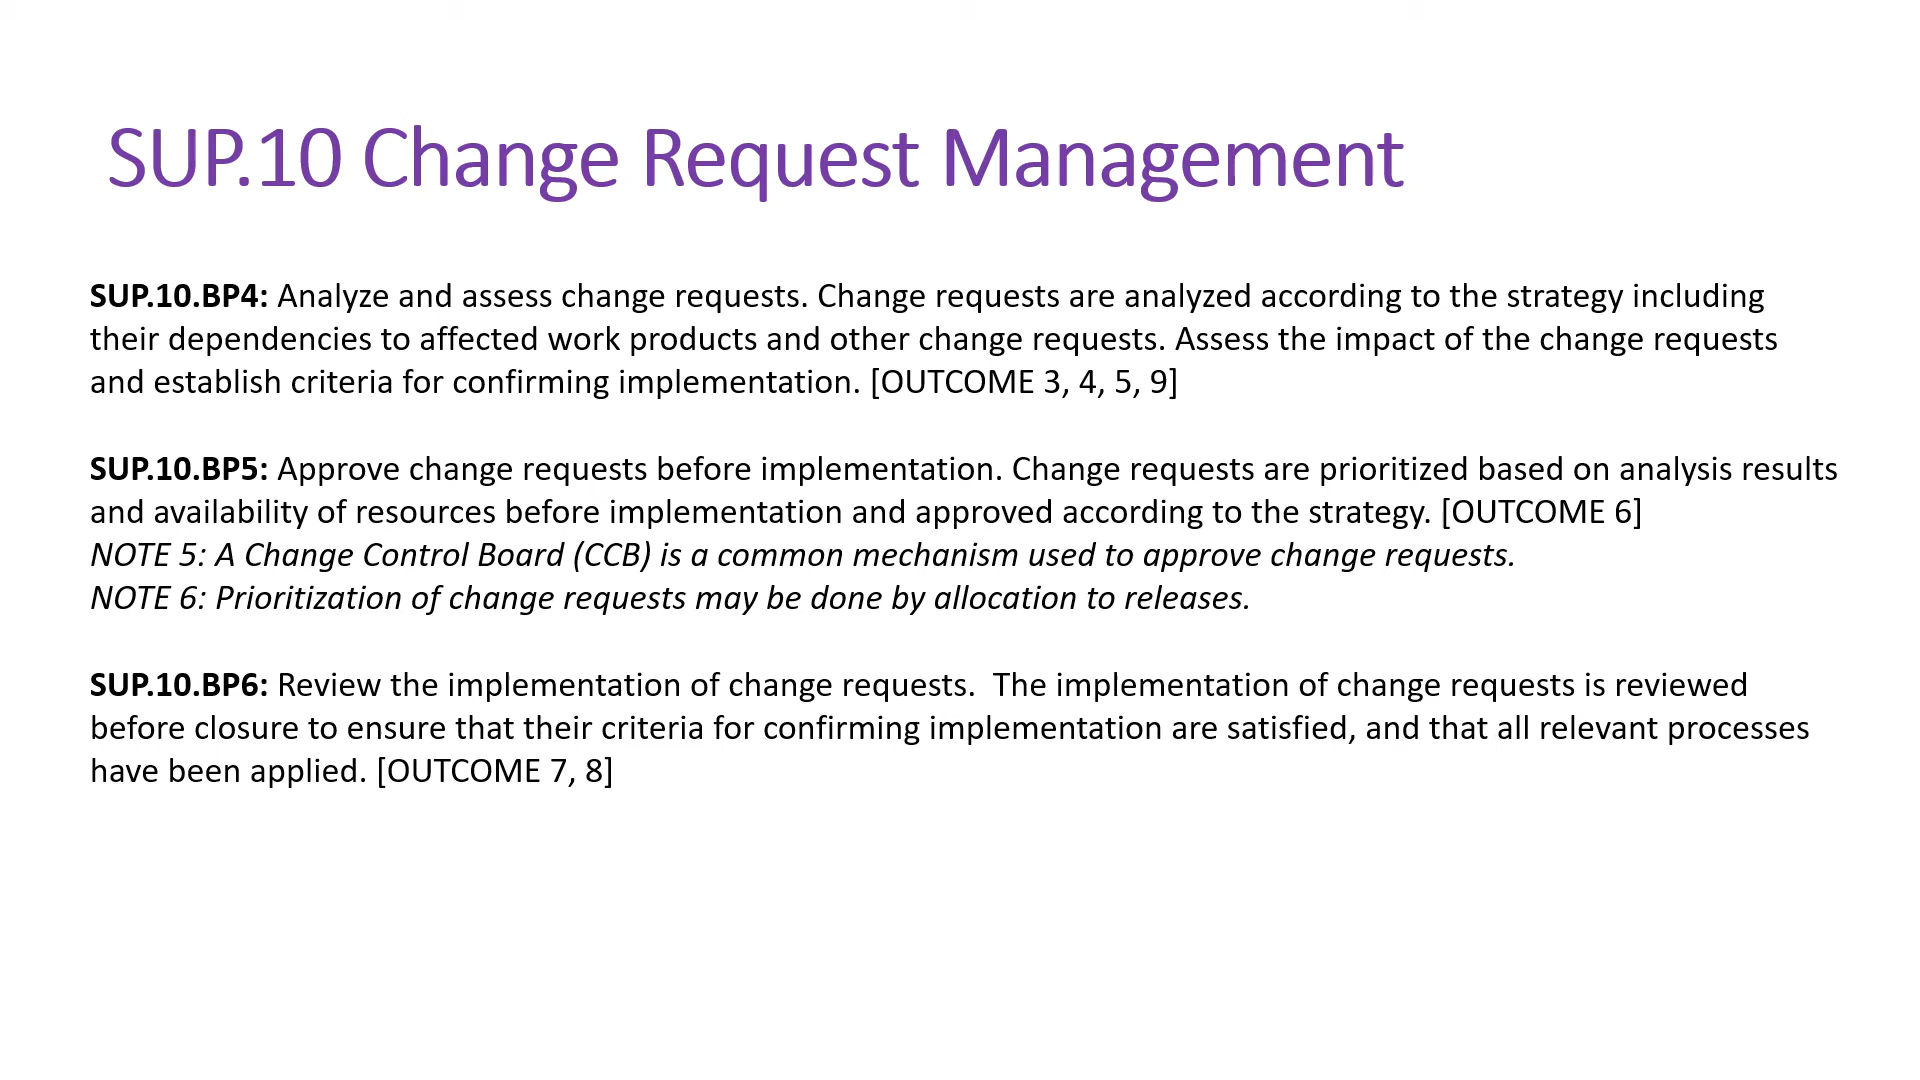 SUP.10 Change Request Management
SUP.10.BP4: Analyze and assess change requests. Change requests are analyzed according to the strategy including
their dependencies to affected work products and other change requests. Assess the impact of the change requests
and establish criteria for confirming implementation. [OUTCOME 3, 4, 5, 9]
SUP.10.BP5: Approve change requests before implementation. Change requests are prioritized based on analysis results
and availability of resources before implementation and approved according to the strategy. [OUTCOME 6]
NOTE 5: A Change Control Board (CCB) is a common mechanism used to approve change requests.
NOTE 6: Prioritization of change requests may be done by allocation to releases.
SUP.10.BP6: Review the implementation of change requests.  The implementation of change requests is reviewed
before closure to ensure that their criteria for confirming implementation are satisfied, and that all relevant processes
have been applied. [OUTCOME 7, 8]